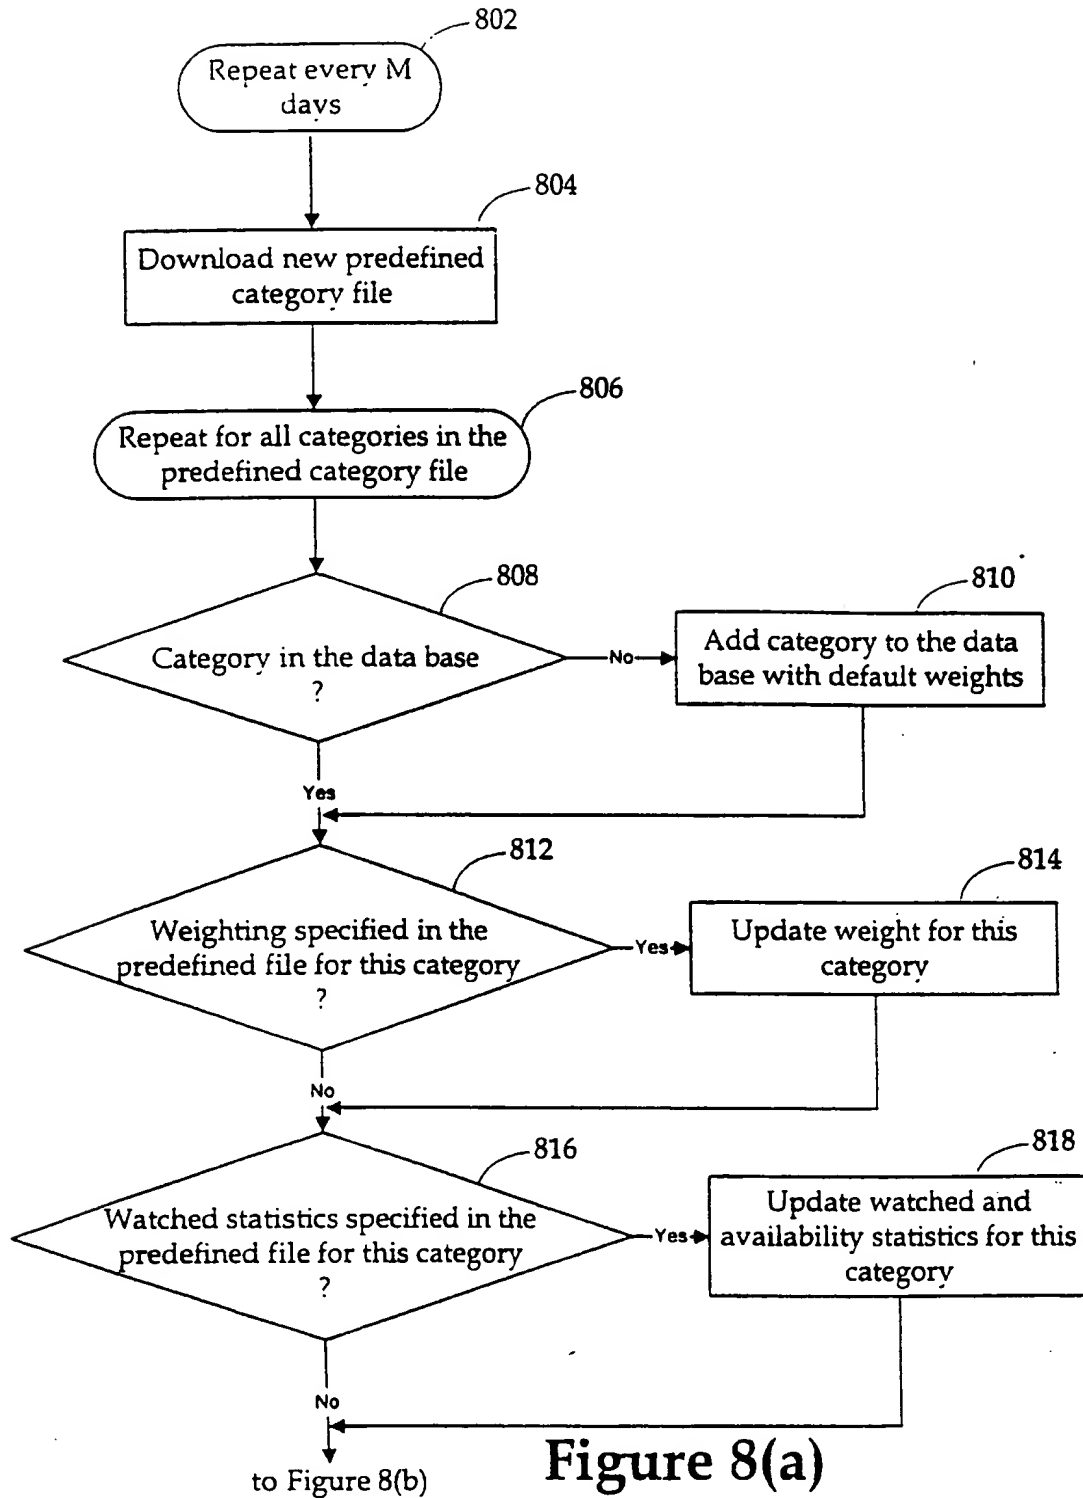 802
Repeat every M
days
804
Download new predefined
category file
806
Repeat for all categories in the
predefined category file
808
Category in the data base
?
No
810
Add category to the data
base with default weights
Yes
812
Weighting specified in the
predefined file for this category
?
Yes
814
Update weight for this
category
No
816
Watched statistics specified in the
predefined file for this category
?
Yes
818
Update watched and
availability statistics for this
category
No
to Figure 8(b)
Figure 8(a)